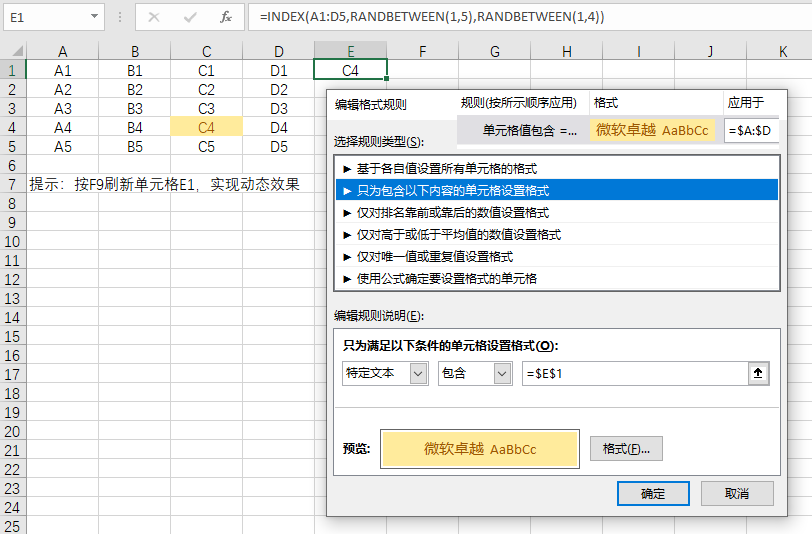 E1 =INDEX(A1:D5,RANDBETWEEN(1,5),RANDBETWEEN(1,4))
A B C D E F G H I J K
1 A1 B1 C1 D1 C4
2 A2 B2 C2 D2
3 A3 B3 C3 D3
4 A4 B4 C4 D4
5 A5 B5 C5 D5
6
7 提示：按F9刷新单元格E1，实现动态效果
8
9
10
11
12
13
14
15
16
17
18
19
20
21
22
23
24
25
编辑格式规则 规则(按所示顺序应用) 格式 应用于
单元格值包含 =... 微软卓越 AaBbCc =$A:$D
选择规则类型(S):
► 基于各自值设置所有单元格的格式
► 只为包含以下内容的单元格设置格式
► 仅对排名靠前或靠后的数值设置格式
► 仅对高于或低于平均值的数值设置格式
► 仅对唯一值或重复值设置格式
► 使用公式确定要设置格式的单元格
编辑规则说明(E):
只为满足以下条件的单元格设置格式(O):
特定文本 包含 =$E$1
预览: 微软卓越 AaBbCc 格式(F)...
确定 取消